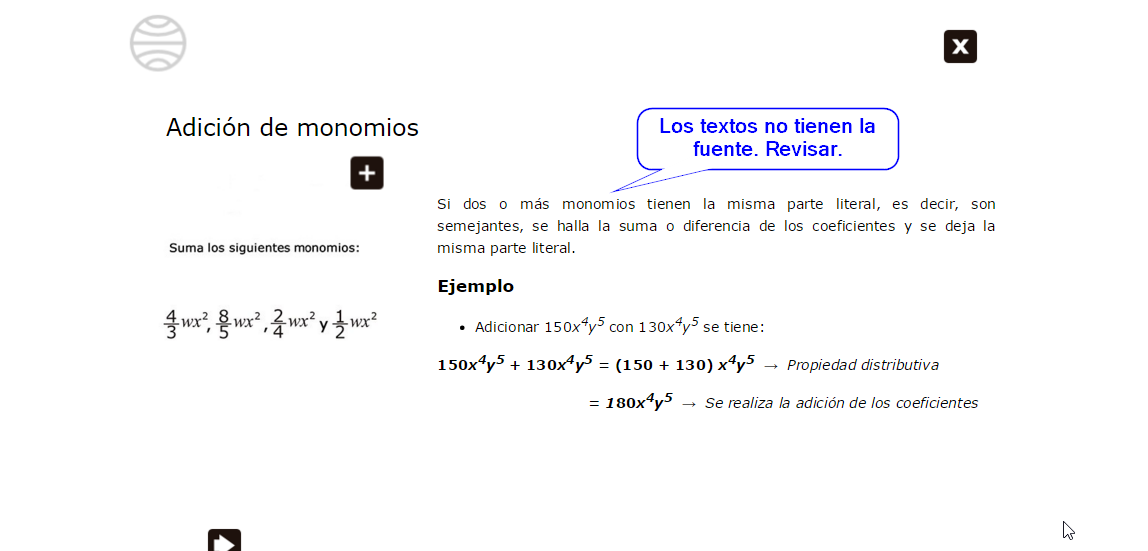 Adición de monomios
Los textos no tienen la
fuente. Revisar.
Suma los siguientes monomios:
4/3 wx², 8/5 wx², 2/4 wx² y 1/2 wx²
Si dos o más monomios tienen la misma parte literal, es decir, son
semejantes, se halla la suma o diferencia de los coeficientes y se deja la
misma parte literal.
Ejemplo
• Adicionar 150x⁴y⁵ con 130x⁴y⁵ se tiene:
150x⁴y⁵ + 130x⁴y⁵ = (150 + 130) x⁴y⁵ → Propiedad distributiva
= 180x⁴y⁵ → Se realiza la adición de los coeficientes